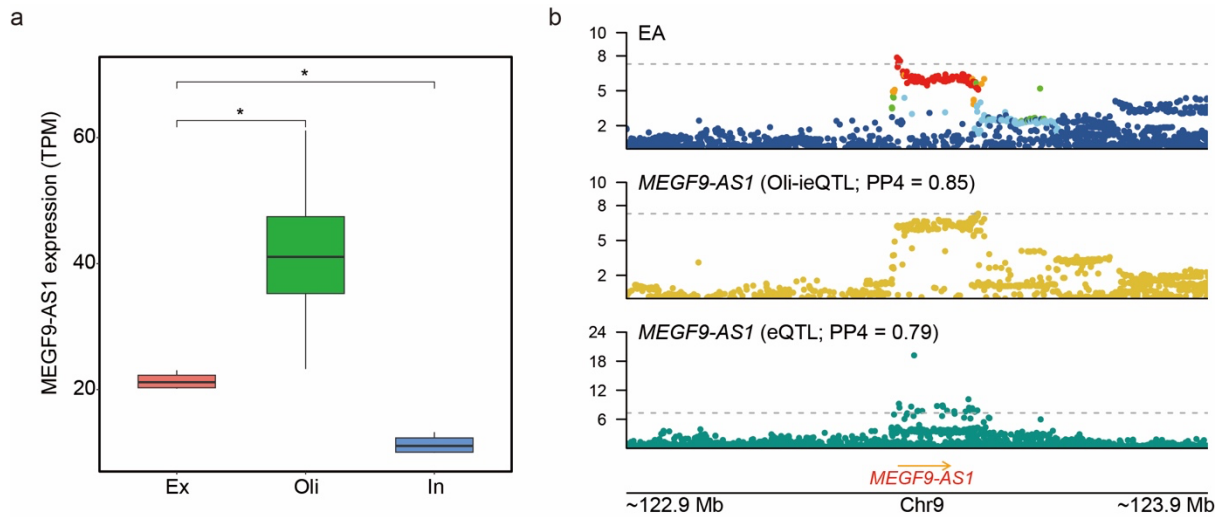 a
MEGF9-AS1 expression (TPM)
60
40
20
*
*
Ex
Oli
In
b
EA
10
8
5
2
MEGF9-AS1 (Oli-ieQTL; PP4 = 0.85)
10
8
5
2
MEGF9-AS1 (eQTL; PP4 = 0.79)
24
18
12
6
MEGF9-AS1
~122.9 Mb
Chr9
~123.9 Mb